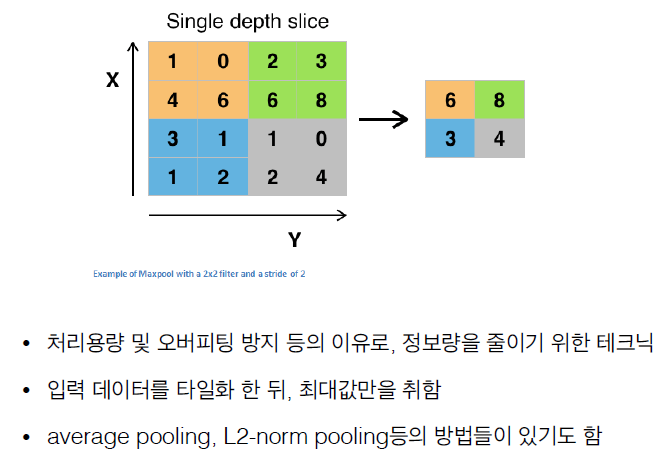 Single depth slice
X
1 0 2 3
4 6 6 8
3 1 1 0
1 2 2 4
6 8
3 4
Y
Example of Maxpool with a 2x2 filter and a stride of 2
• 처리용량 및 오버피팅 방지 등의 이유로, 정보량을 줄이기 위한 테크닉
• 입력 데이터를 타일화 한 뒤, 최대값만을 취함
• average pooling, L2-norm pooling등의 방법들이 있기도 함